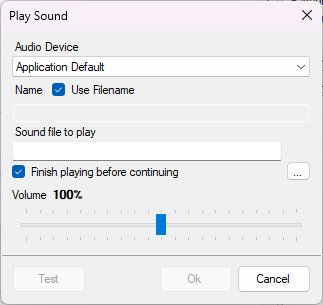 Play Sound
Audio Device
Application Default
Name Use Filename
Sound file to play
Finish playing before continuing ...
Volume 100%
Test Ok Cancel